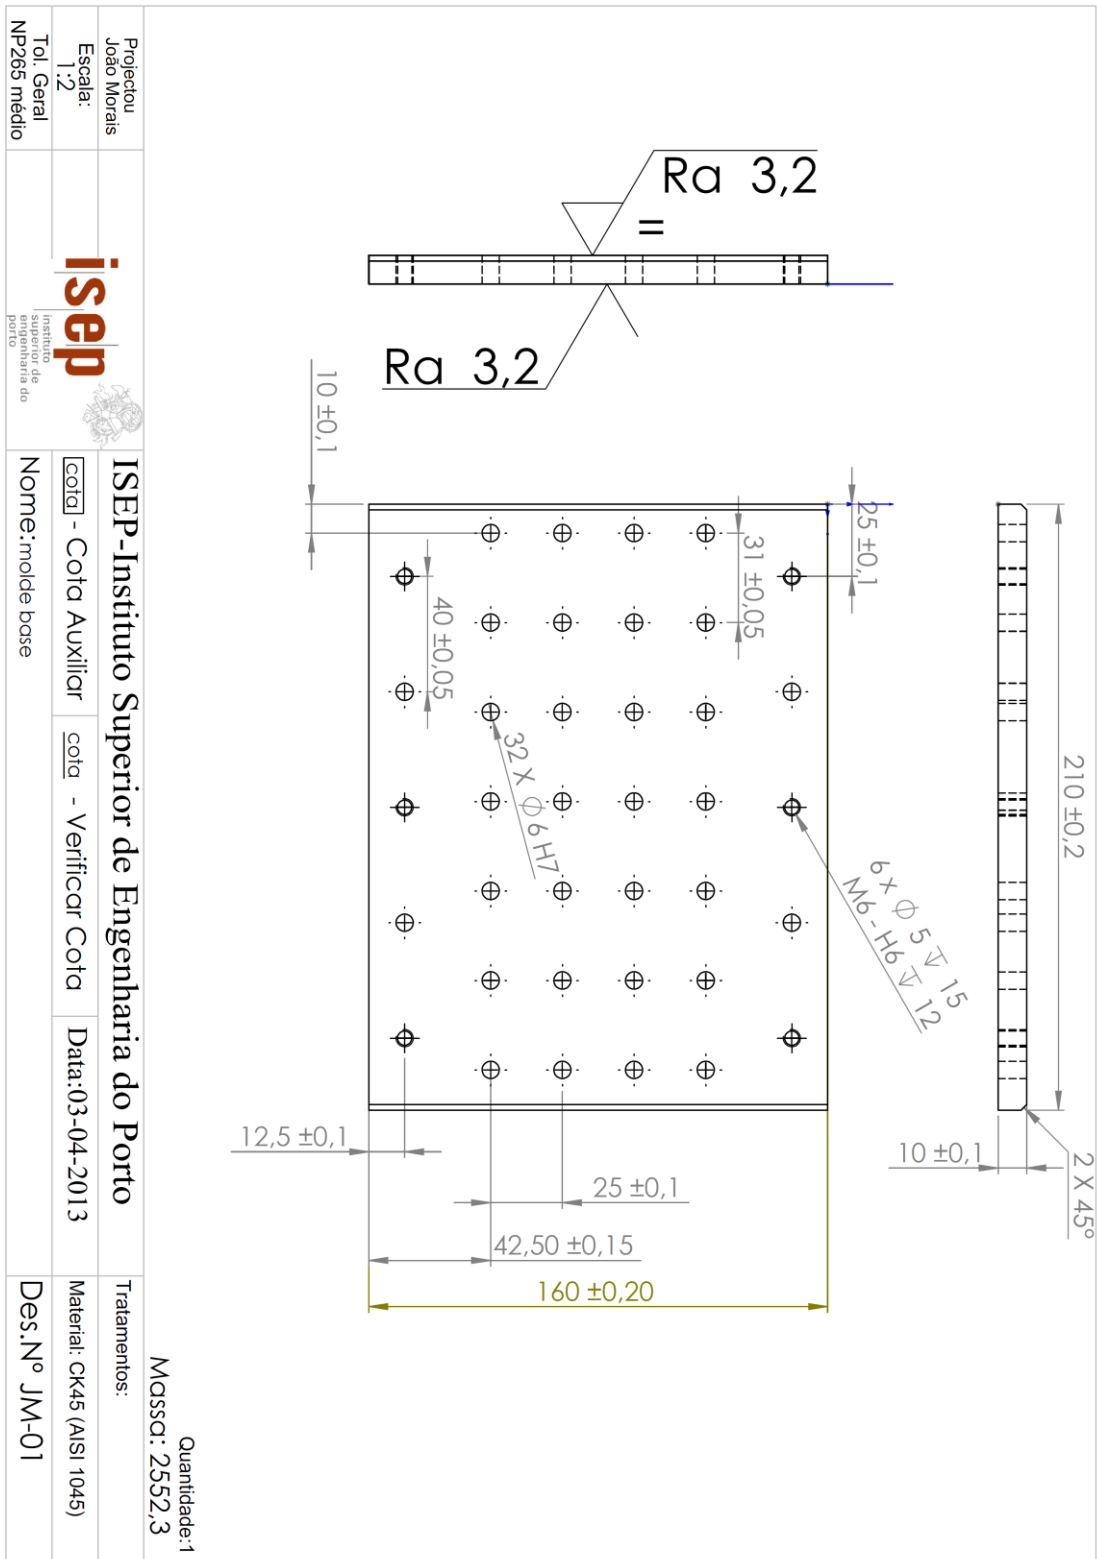 Ra 3,2
=
Ra 3,2
10 ±0,1
25 ±0,1
31 ±0,05
40 ±0,05
32 X ∅ 6 H7
6 x ∅ 5 ↧ 15
M6 - H6 ↧ 12
210 ±0,2
2 X 45°
10 ±0,1
12,5 ±0,1
25 ±0,1
42,50 ±0,15
160 ±0,20
Quantidade:1
Massa: 2552,3
Projectou
João Morais
Escala:
1:2
Tol. Geral
NP265 médio
isep
instituto
superior de
engenharia do
porto
ISEP-Instituto Superior de Engenharia do Porto
cota - Cota Auxiliar
cota - Verificar Cota
Data:03-04-2013
Nome:molde base
Tratamentos:
Material: CK45 (AISI 1045)
Des.Nº JM-01